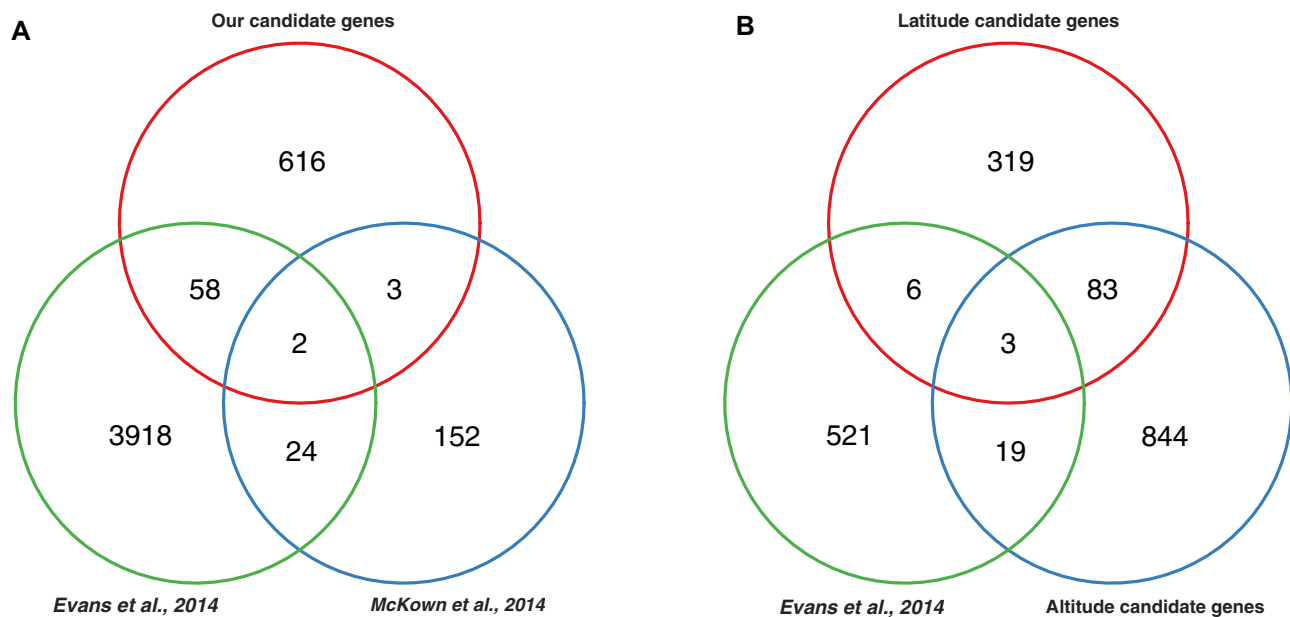 A
Our candidate genes
616
58
3
2
3918
24
152
Evans et al., 2014
McKown et al., 2014
B
Latitude candidate genes
319
6
83
3
521
19
844
Evans et al., 2014
Altitude candidate genes